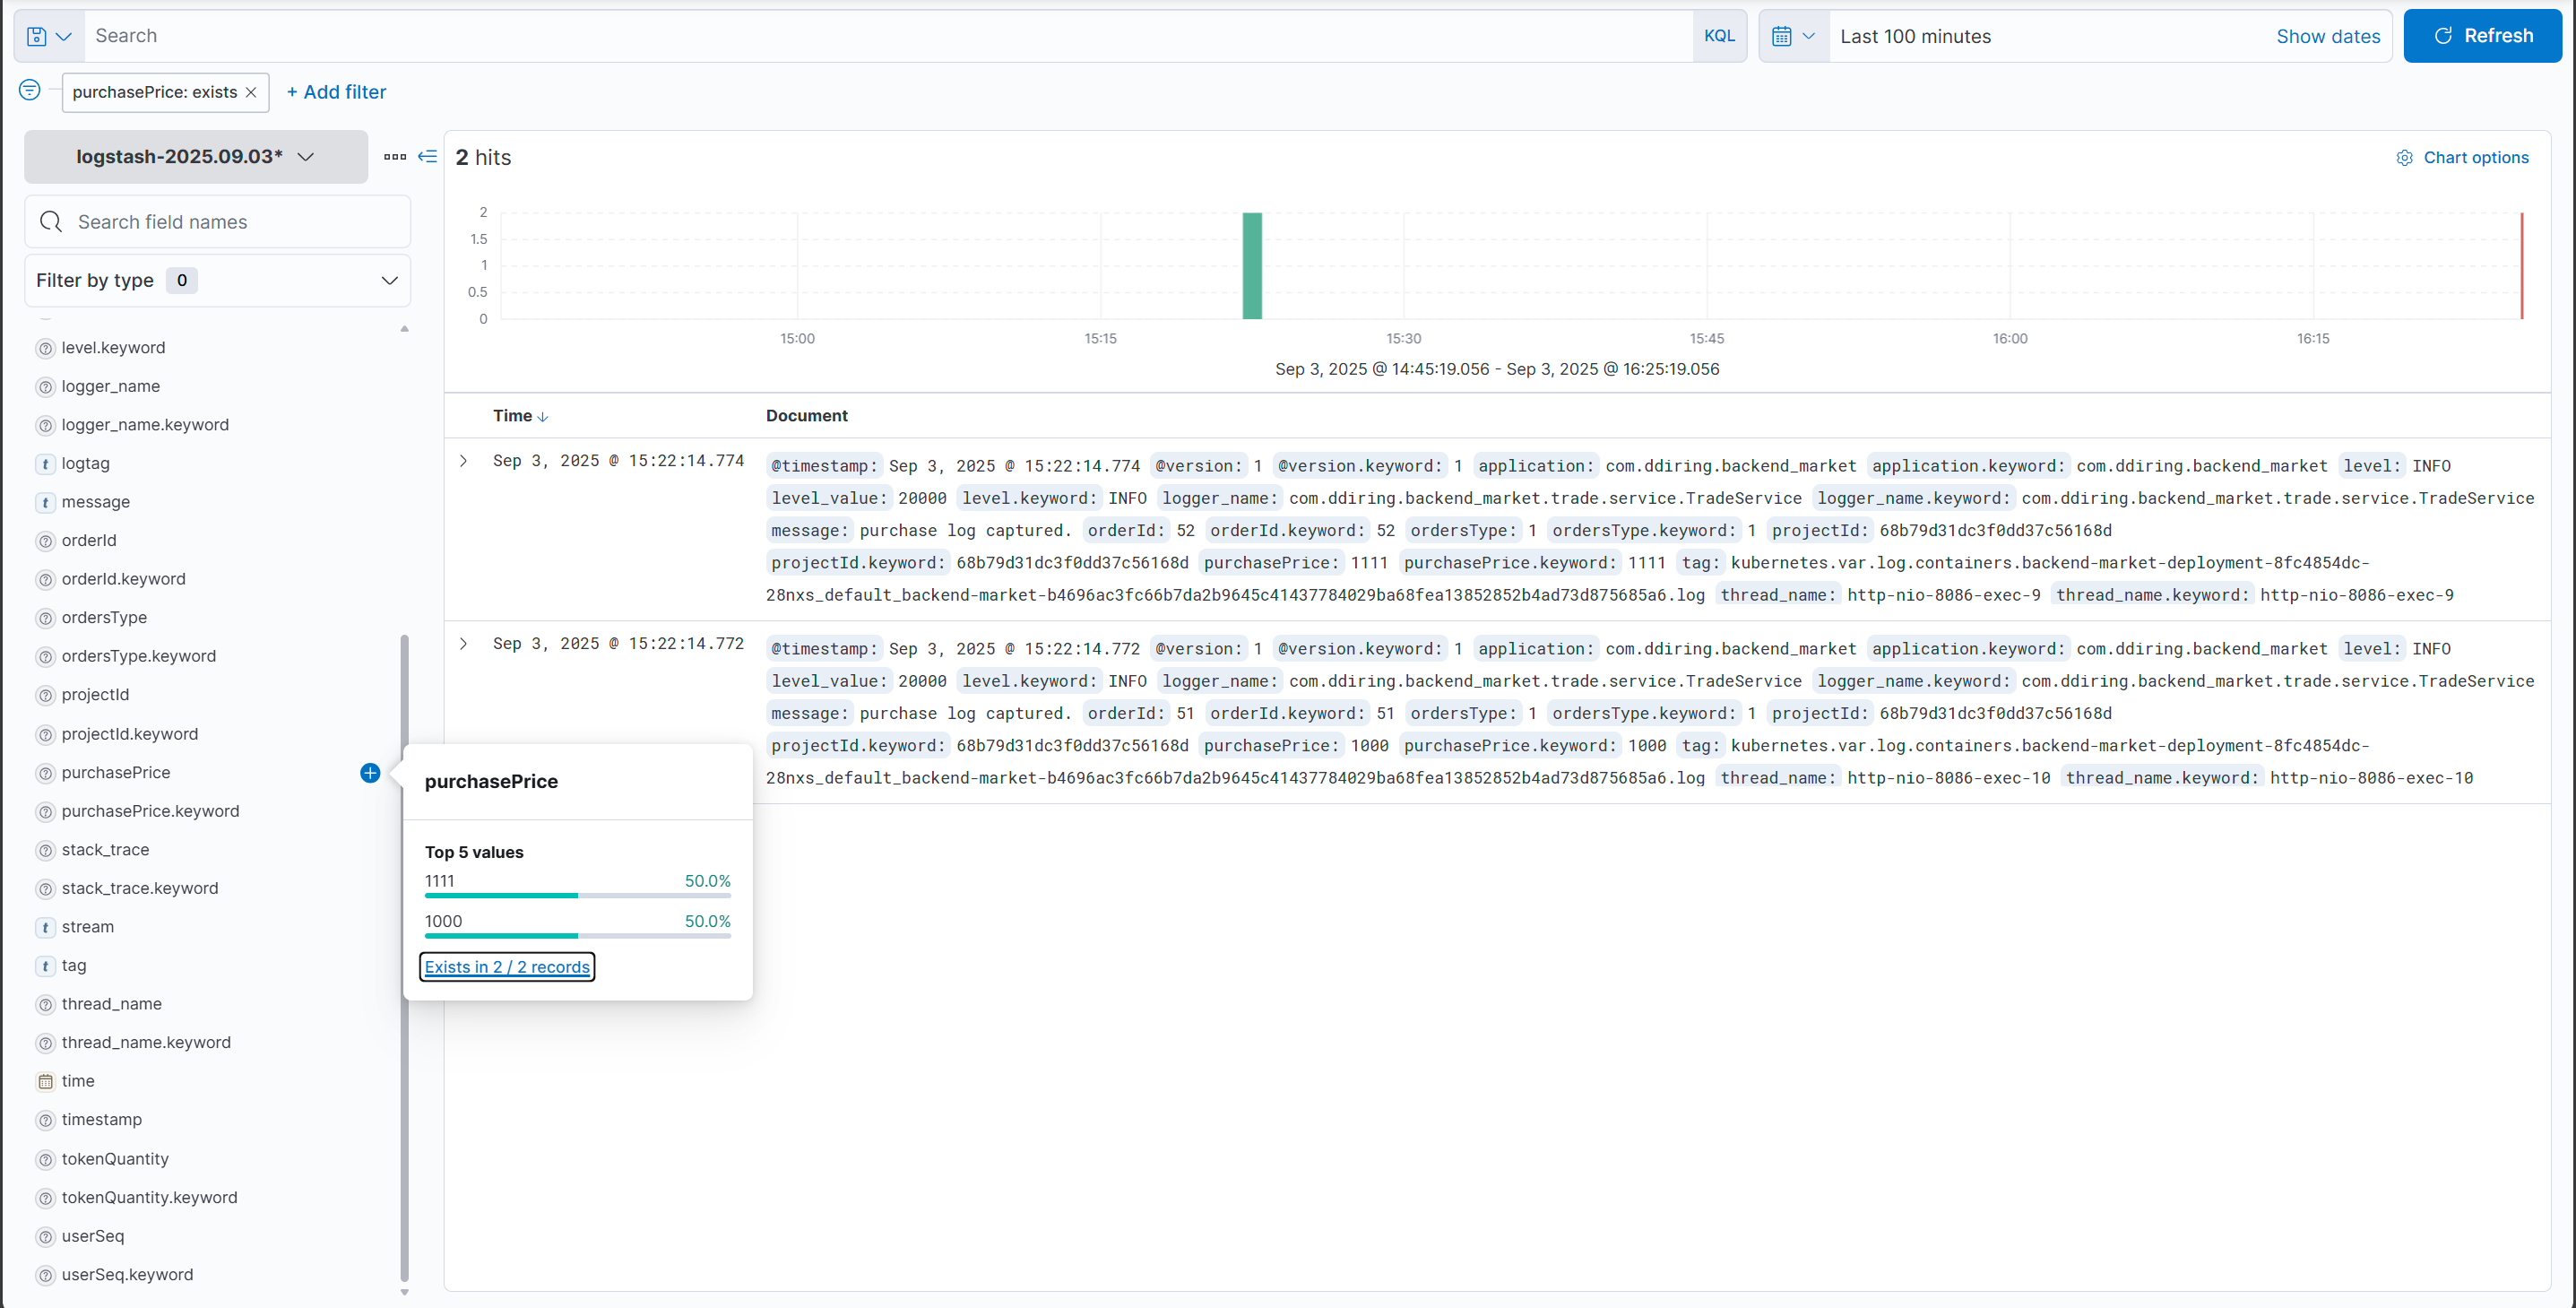 Search
KQL
Last 100 minutes
Show dates
Refresh
purchasePrice: exists
+ Add filter
logstash-2025.09.03*
Search field names
Filter by type 0
level.keyword
logger_name
logger_name.keyword
logtag
message
orderId
orderId.keyword
ordersType
ordersType.keyword
projectId
projectId.keyword
purchasePrice
purchasePrice.keyword
stack_trace
stack_trace.keyword
stream
tag
thread_name
thread_name.keyword
time
timestamp
tokenQuantity
tokenQuantity.keyword
userSeq
userSeq.keyword
2 hits
Chart options
2
1.5
1
0.5
0
15:00 15:15 15:30 15:45 16:00 16:15
Sep 3, 2025 @ 14:45:19.056 - Sep 3, 2025 @ 16:25:19.056
Time Document
Sep 3, 2025 @ 15:22:14.774
@timestamp: Sep 3, 2025 @ 15:22:14.774 @version: 1 @version.keyword: 1 application: com.ddiring.backend_market application.keyword: com.ddiring.backend_market level: INFO
level_value: 20000 level.keyword: INFO logger_name: com.ddiring.backend_market.trade.service.TradeService logger_name.keyword: com.ddiring.backend_market.trade.service.TradeService
message: purchase log captured. orderId: 52 orderId.keyword: 52 ordersType: 1 ordersType.keyword: 1 projectId: 68b79d31dc3f0dd37c56168d
projectId.keyword: 68b79d31dc3f0dd37c56168d purchasePrice: 1111 purchasePrice.keyword: 1111 tag: kubernetes.var.log.containers.backend-market-deployment-8fc4854dc-
28nxs_default_backend-market-b4696ac3fc66b7da2b9645c41437784029ba68fea13852852b4ad73d875685a6.log thread_name: http-nio-8086-exec-9 thread_name.keyword: http-nio-8086-exec-9
Sep 3, 2025 @ 15:22:14.772
@timestamp: Sep 3, 2025 @ 15:22:14.772 @version: 1 @version.keyword: 1 application: com.ddiring.backend_market application.keyword: com.ddiring.backend_market level: INFO
level_value: 20000 level.keyword: INFO logger_name: com.ddiring.backend_market.trade.service.TradeService logger_name.keyword: com.ddiring.backend_market.trade.service.TradeService
message: purchase log captured. orderId: 51 orderId.keyword: 51 ordersType: 1 ordersType.keyword: 1 projectId: 68b79d31dc3f0dd37c56168d
projectId.keyword: 68b79d31dc3f0dd37c56168d purchasePrice: 1000 purchasePrice.keyword: 1000 tag: kubernetes.var.log.containers.backend-market-deployment-8fc4854dc-
28nxs_default_backend-market-b4696ac3fc66b7da2b9645c41437784029ba68fea13852852b4ad73d875685a6.log thread_name: http-nio-8086-exec-10 thread_name.keyword: http-nio-8086-exec-10
purchasePrice
Top 5 values
1111 50.0%
1000 50.0%
Exists in 2 / 2 records